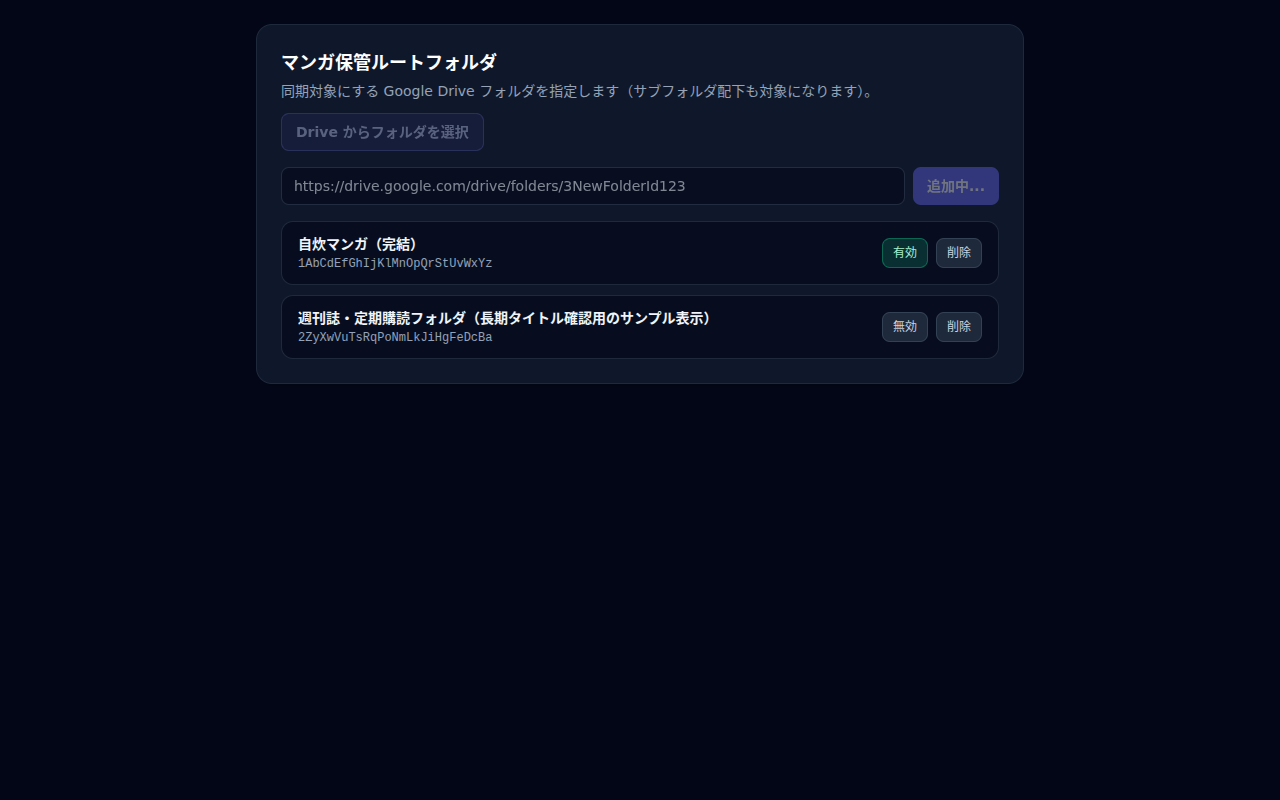 マンガ保管ルートフォルダ
同期対象にする Google Drive フォルダを指定します（サブフォルダ配下も対象になります）。
Drive からフォルダを選択
https://drive.google.com/drive/folders/3NewFolderId123
追加中...
自炊マンガ（完結）
1AbCdEfGhIjKlMnOpQrStUvWxYz
有効
削除
週刊誌・定期購読フォルダ（長期タイトル確認用のサンプル表示）
2ZyXwVuTsRqPoNmLkJiHgFeDcBa
無効
削除